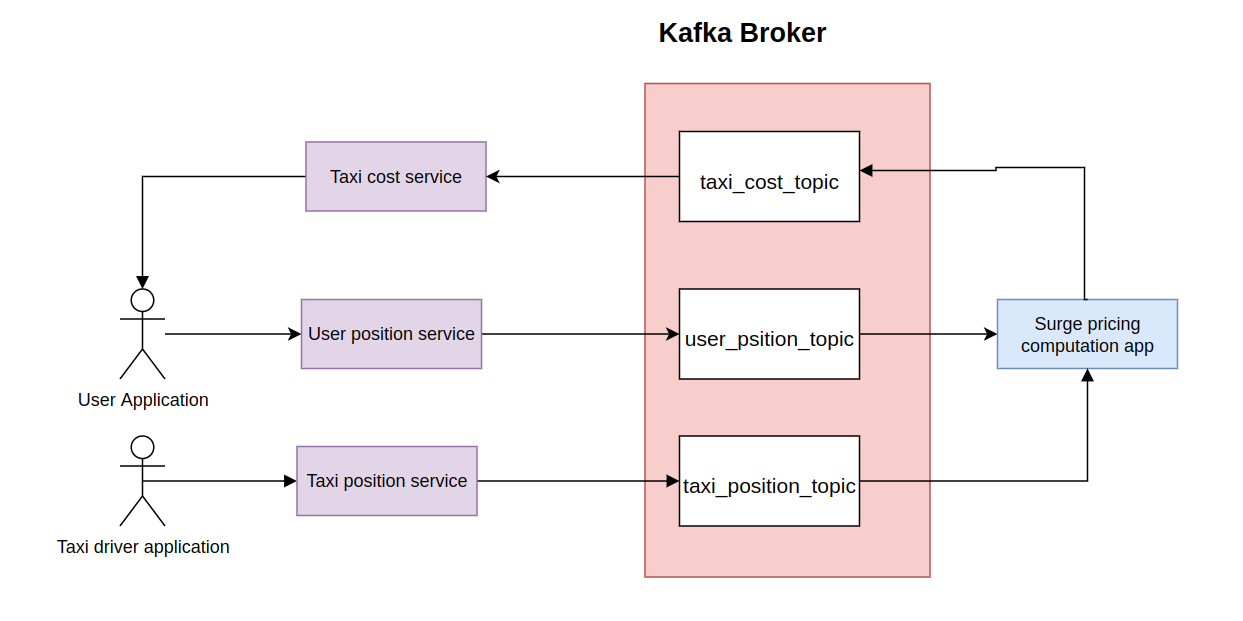 Kafka Broker
Taxi cost service
taxi_cost_topic
User position service
user_psition_topic
Surge pricing
computation app
User Application
Taxi position service
taxi_position_topic
Taxi driver application